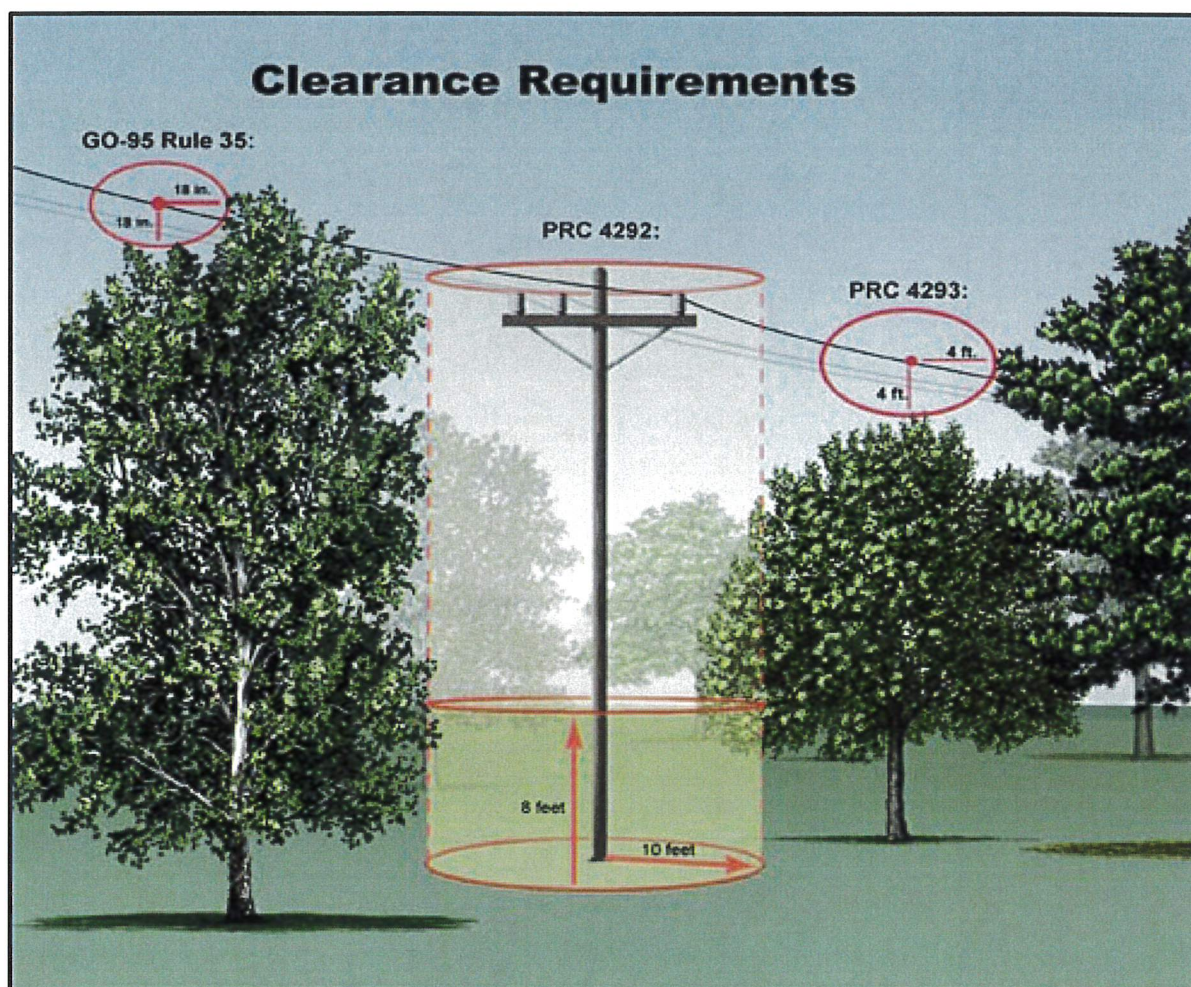 Clearance Requirements
GO-95 Rule 35:
18 in.
18 in.
PRC 4292:
PRC 4293:
4 ft.
4 ft.
8 feet
10 feet